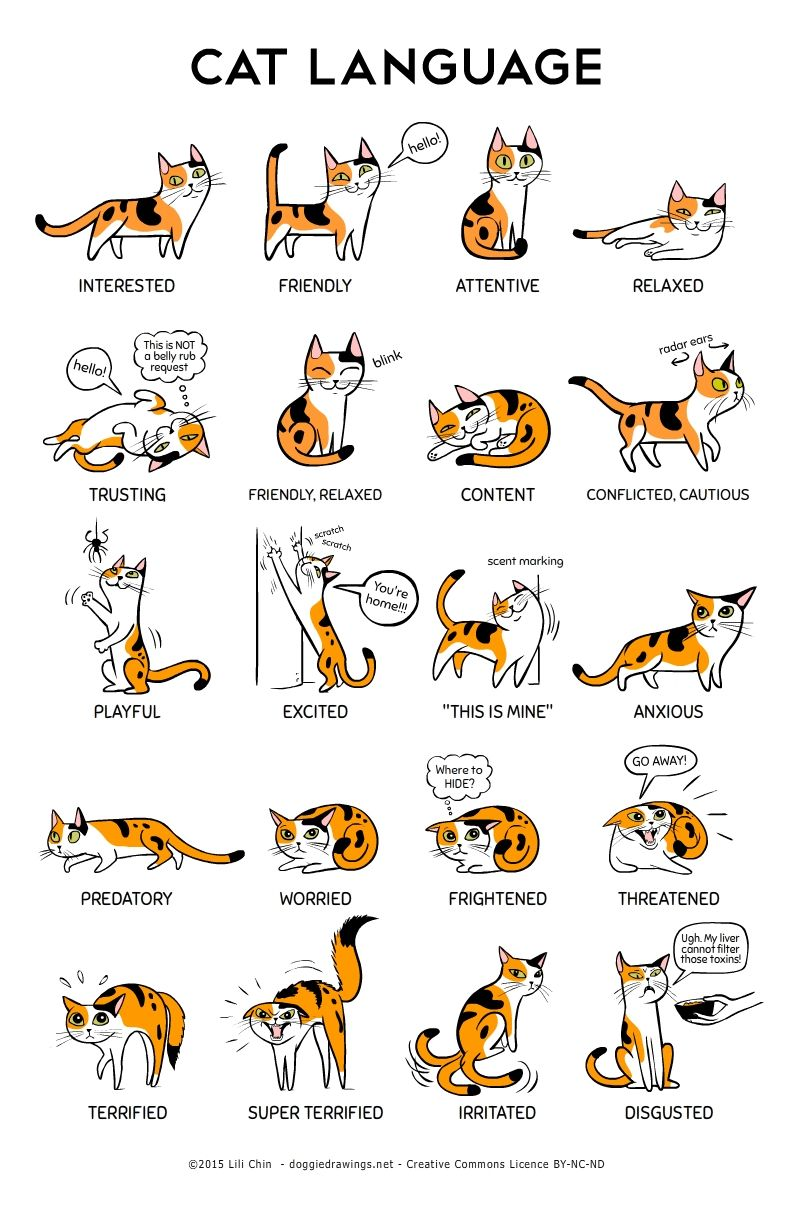 CAT LANGUAGE
hello!
INTERESTED
FRIENDLY
ATTENTIVE
RELAXED
hello!
This is NOT
a belly rub
request
blink
radar ears
TRUSTING
FRIENDLY, RELAXED
CONTENT
CONFLICTED, CAUTIOUS
scratch
scratch
You're
home!!!
scent marking
PLAYFUL
EXCITED
"THIS IS MINE"
ANXIOUS
Where to
HIDE?
GO AWAY!
PREDATORY
WORRIED
FRIGHTENED
THREATENED
Ugh. My liver
cannot filter
those toxins!
TERRIFIED
SUPER TERRIFIED
IRRITATED
DISGUSTED
©2015 Lili Chin - doggiedrawings.net - Creative Commons Licence BY-NC-ND